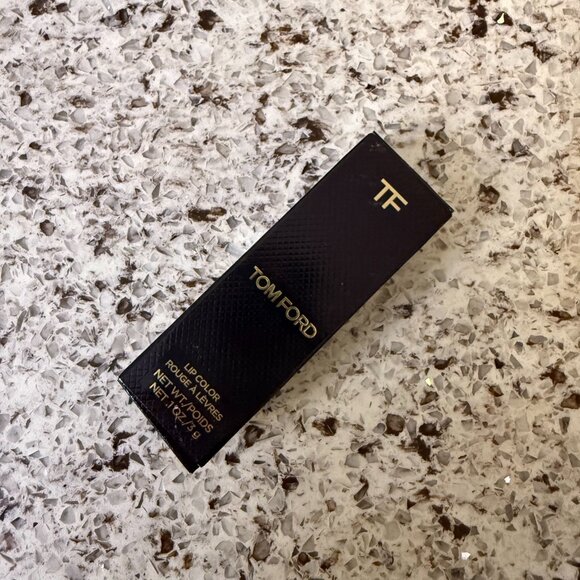 TF
TOM FORD
LIP COLOR
ROUGE A LÈVRES
NET WT./POIDS
NET .1 OZ./3 g